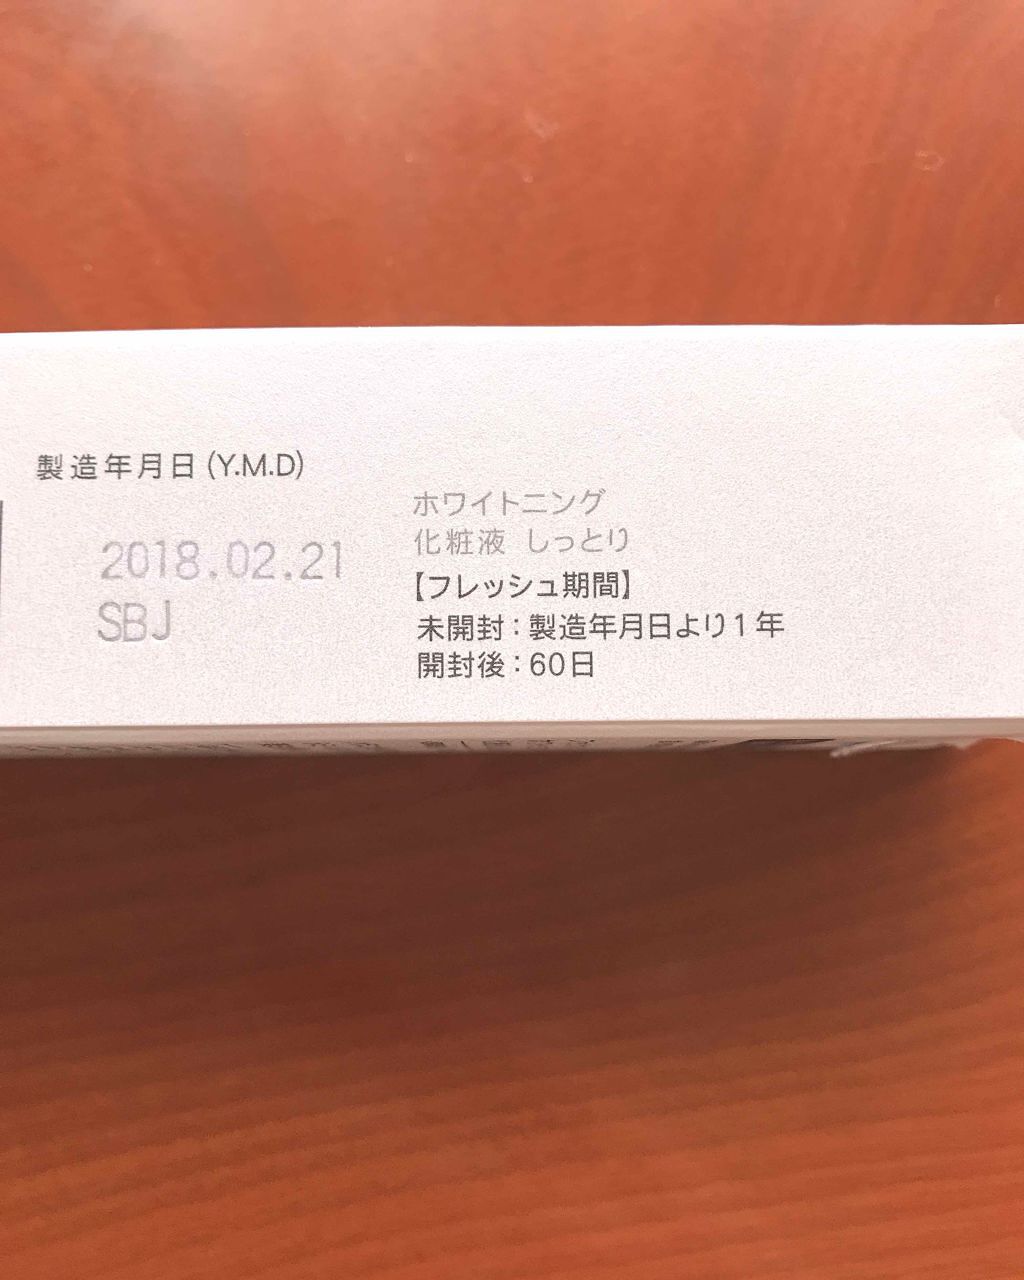 製造年月日(Y.M.D)
2018.02.21
SBJ
ホワイトニング
化粧液 しっとり
【フレッシュ期間】
未開封:製造年月日より1年
開封後:60日